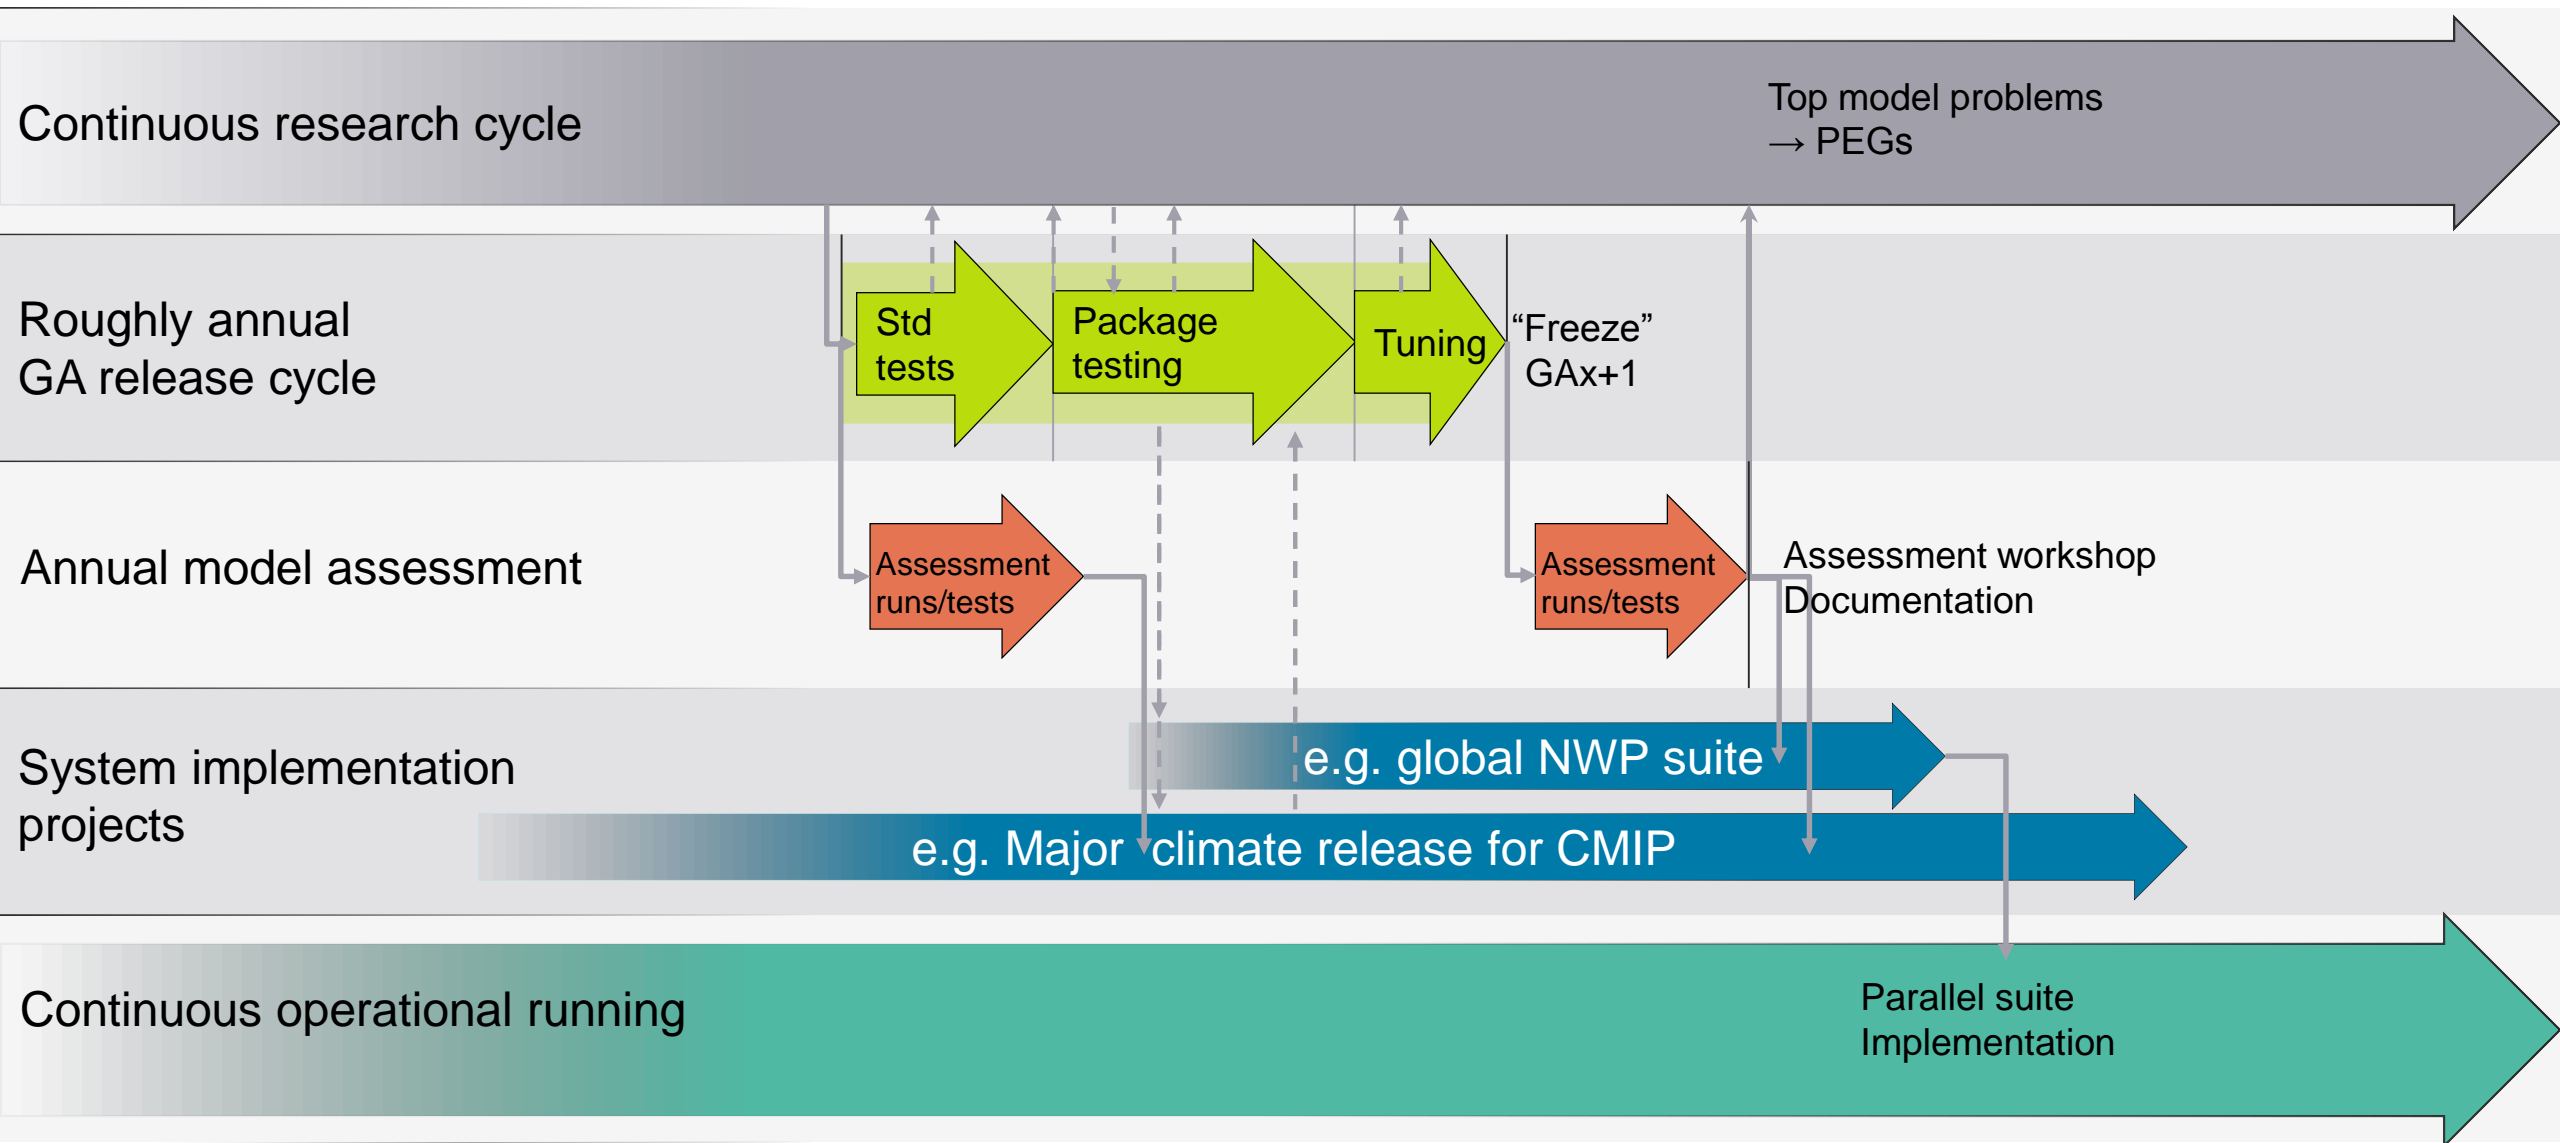 Continuous research cycle
Top model problems
→ PEGs
Roughly annual
GA release cycle
Std
tests
Package
testing
Tuning
“Freeze”
GAx+1
Annual model assessment
Assessment
runs/tests
Assessment
runs/tests
Assessment workshop
Documentation
System implementation
projects
e.g. global NWP suite
e.g. Major climate release for CMIP
Continuous operational running
Parallel suite
Implementation